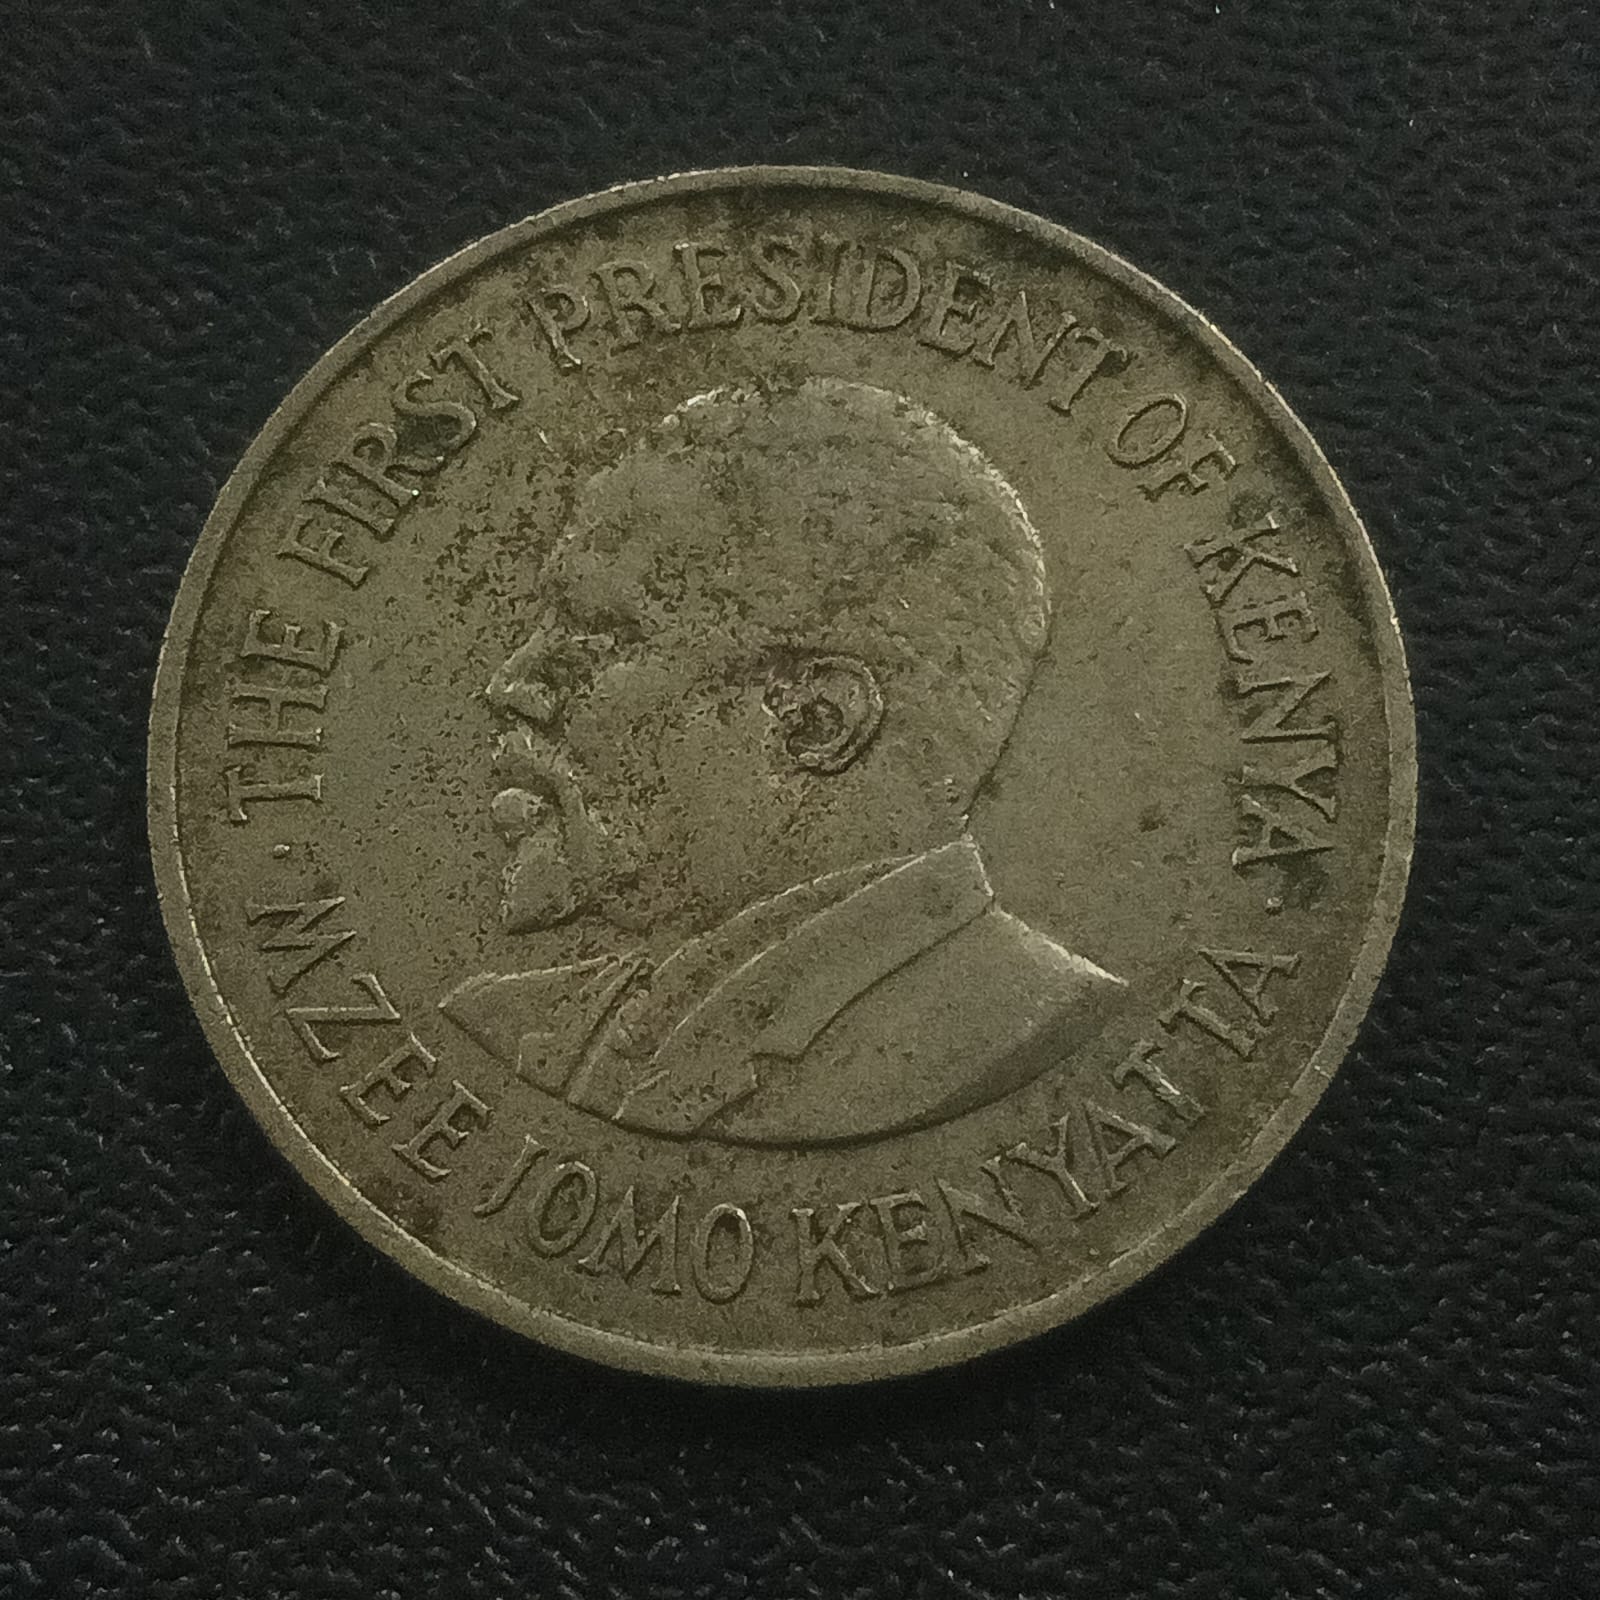 THE FIRST PRESIDENT OF KENYA
MZEE JOMO KENYATTA